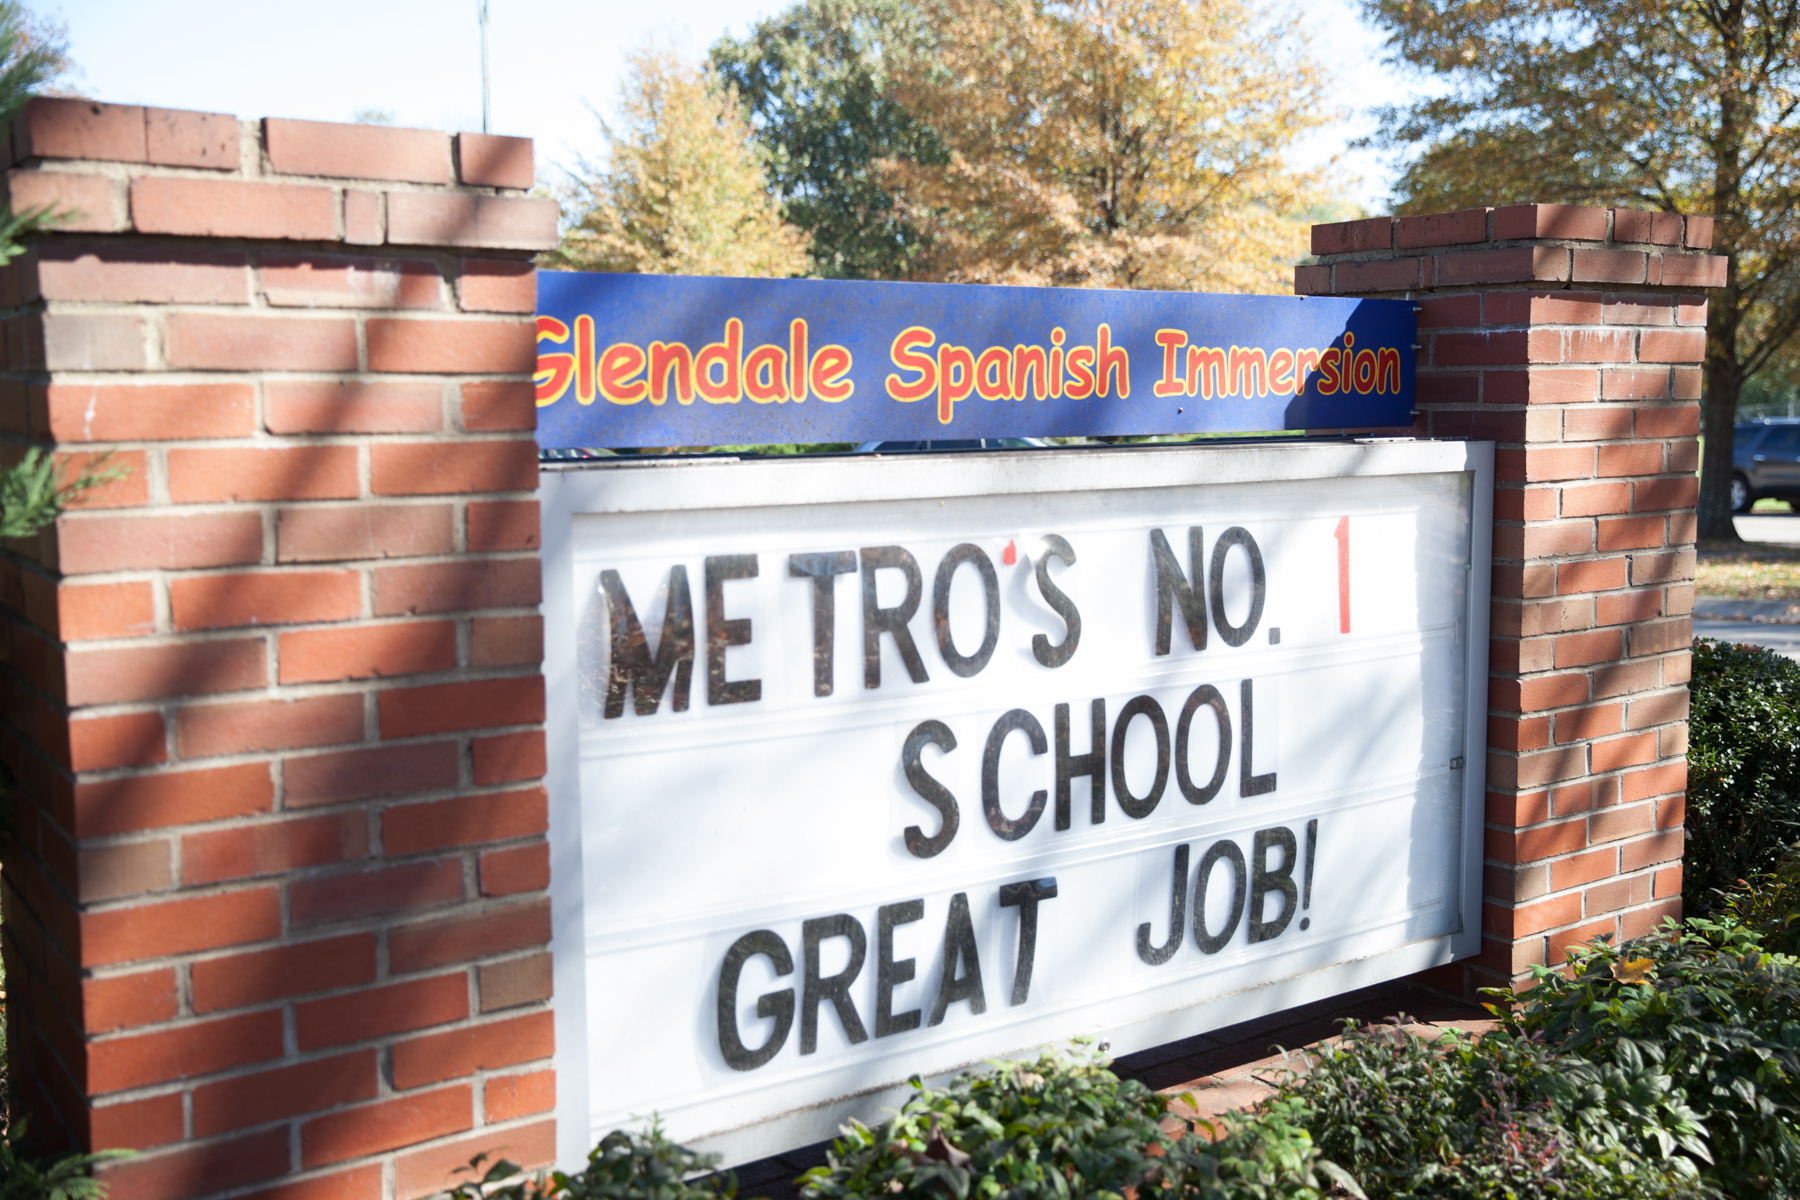 Glendale Spanish Immersion
METRO'S NO. 1
SCHOOL
GREAT JOB!